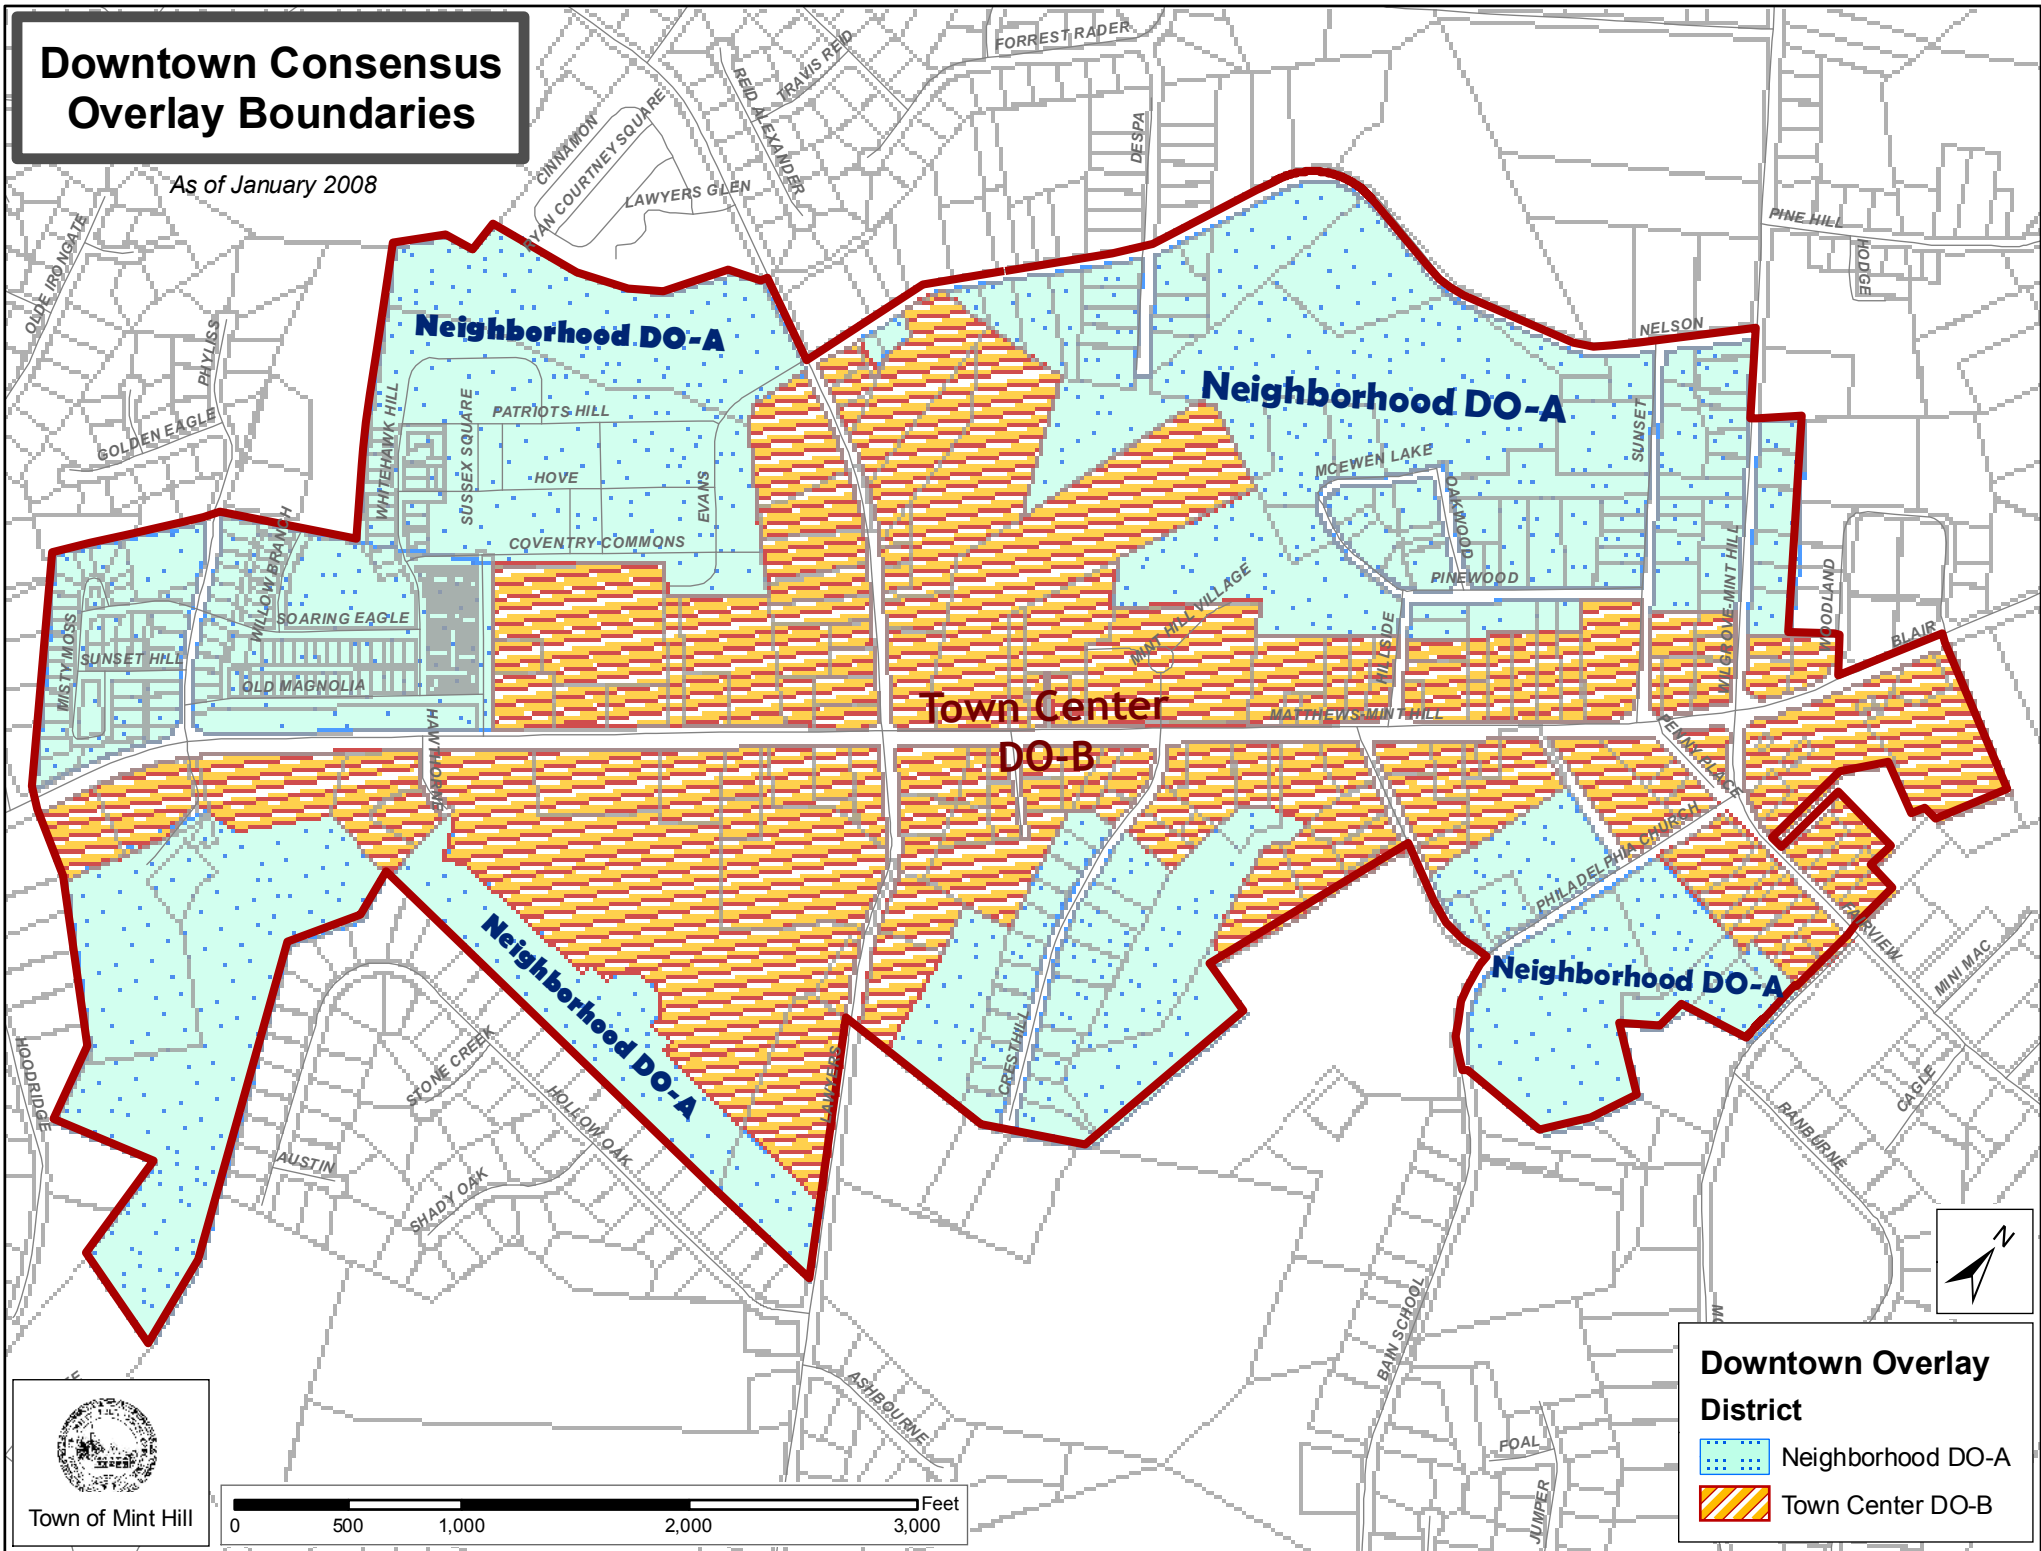 Downtown Consensus
Overlay Boundaries
As of January 2008
FORREST RADER
TRAVIS REID
REID ALEXANDER
CINNAMON
RYAN COURTNEY SQUARE
LAWYERS GLEN
DESPA
PINE HILL
HODGE
OLDE IRONGATE
PHYLISS
GOLDEN EAGLE
NELSON
Neighborhood DO-A
Neighborhood DO-A
WHITEHAWK HILL
SUSSEX SQUARE
PATRIOTS HILL
HOVE
EVANS
COVENTRY COMMONS
MCEWEN LAKE
OAKWOOD
SUNSET
PINEWOOD
WILGROVE-MINT HILL
WOODLAND
BLAIR
WILLOW BRANCH
SOARING EAGLE
MISTY MOSS
SUNSET HILL
OLD MAGNOLIA
HAWTHORNE
MINT HILL VILLAGE
HILLSIDE
Town Center
DO-B
MATTHEWS-MINT HILL
PENNY PLACE
PHILADELPHIA CHURCH
FAIRVIEW
Neighborhood DO-A
Neighborhood DO-A
MINI MAC
CAGLE
RANBURNE
CRESTHILL
LAWYERS
HOODRIDGE
STONE CREEK
HOLLOW OAK
AUSTIN
SHADY OAK
ASHBOURNE
BAIN SCHOOL
FOAL
JUMPER
N
Downtown Overlay
District
Neighborhood DO-A
Town Center DO-B
Town of Mint Hill
Feet
0 500 1,000 2,000 3,000